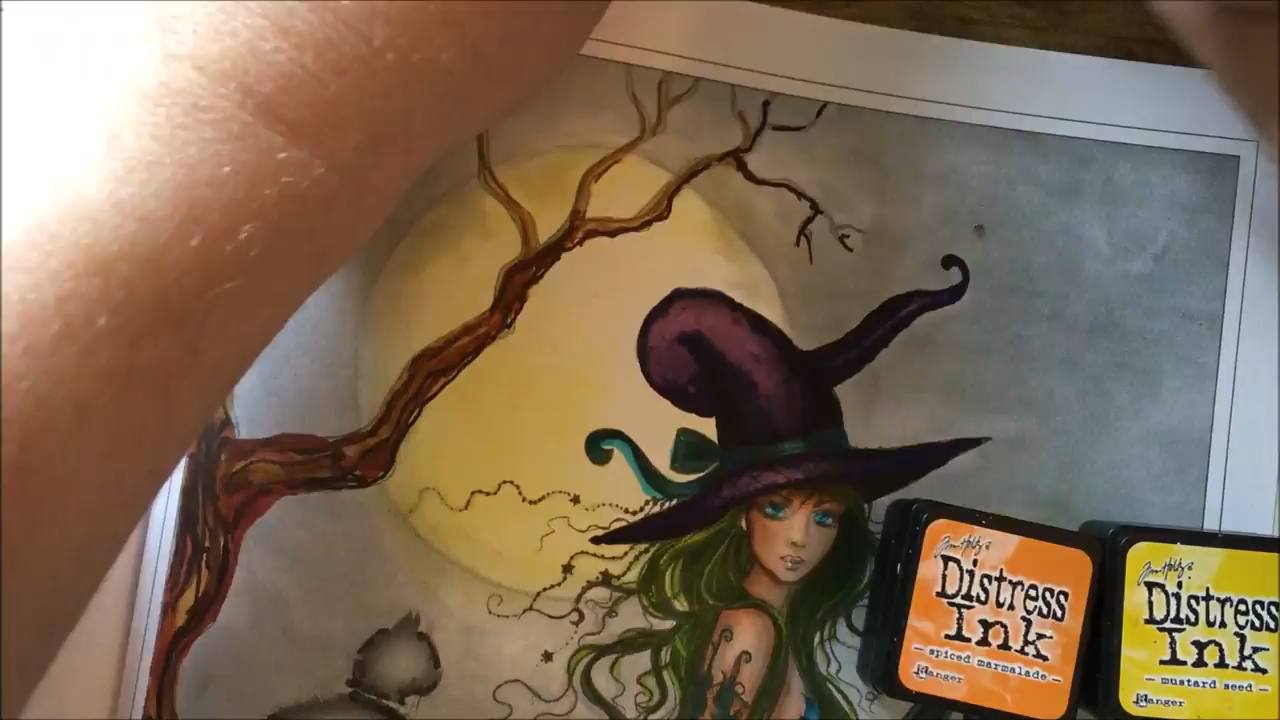 Tim Holtz
Distress
Ink
— spiced marmalade —
Ranger
Tim Holtz
Distress
Ink
— mustard seed —
Ranger